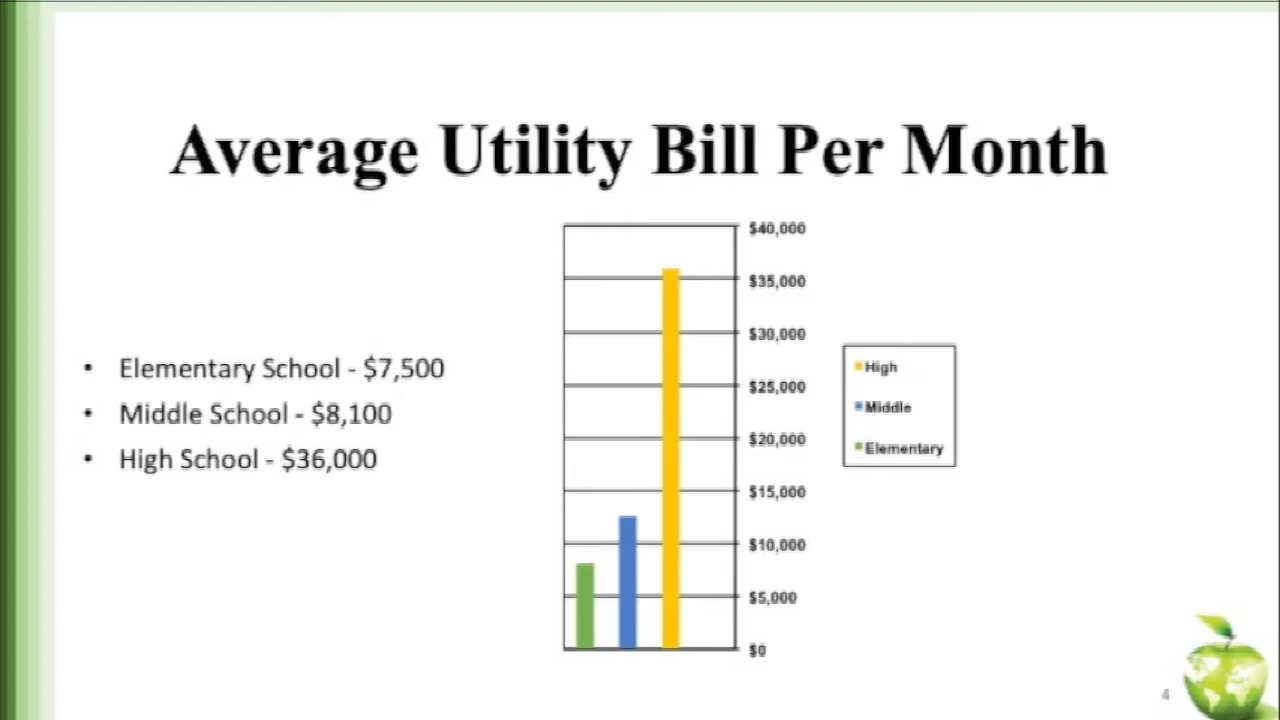 Average Utility Bill Per Month
• Elementary School - $7,500
• Middle School - $8,100
• High School - $36,000
$40,000
$35,000
$30,000
$25,000
$20,000
$15,000
$10,000
$5,000
$0
High
Middle
Elementary
4